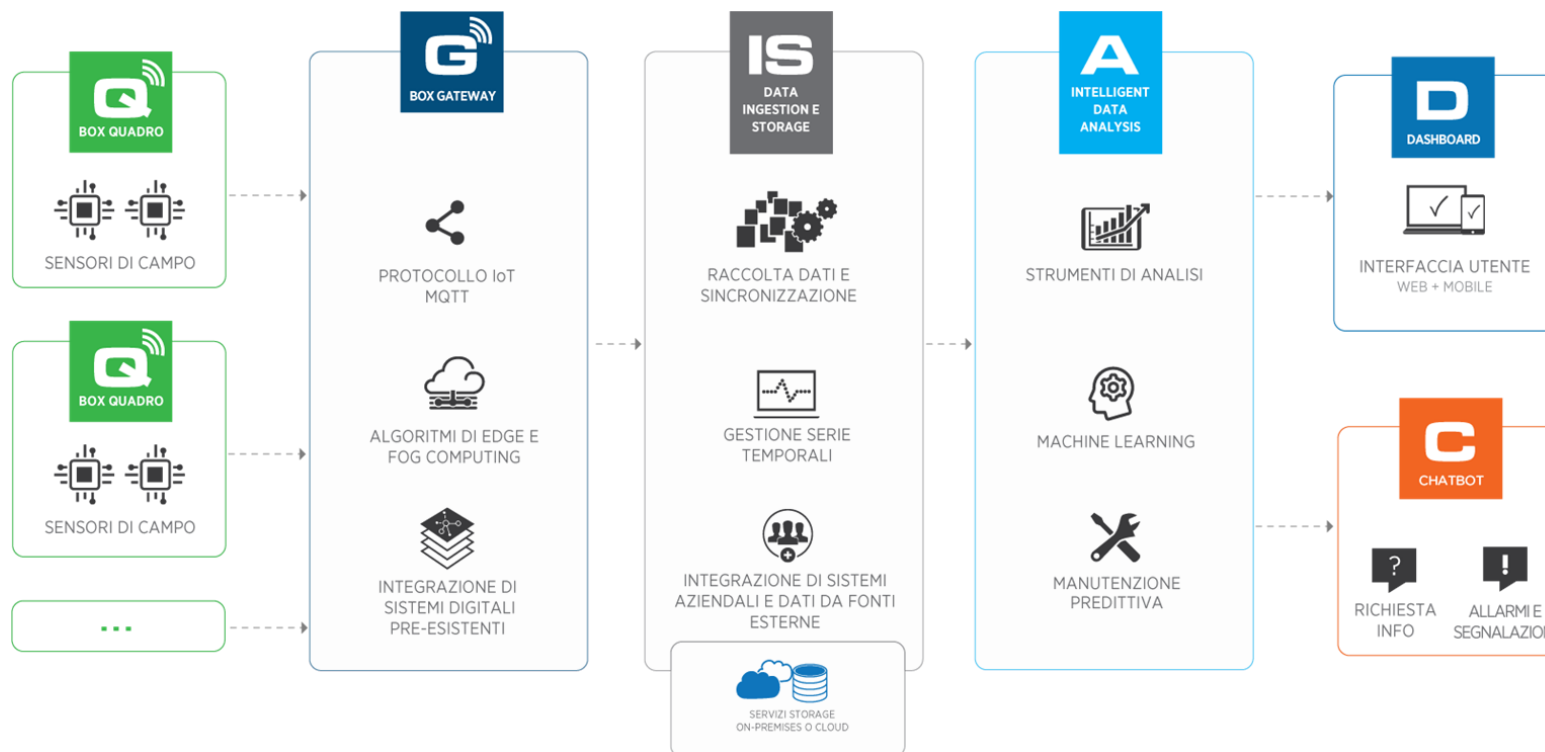 Q
BOX QUADRO
SENSORI DI CAMPO
Q
BOX QUADRO
SENSORI DI CAMPO
...
G
BOX GATEWAY
PROTOCOLLO IoT
MQTT
ALGORITMI DI EDGE E
FOG COMPUTING
INTEGRAZIONE DI
SISTEMI DIGITALI
PRE-ESISTENTI
IS
DATA
INGESTION E
STORAGE
RACCOLTA DATI E
SINCRONIZZAZIONE
GESTIONE SERIE
TEMPORALI
INTEGRAZIONE DI SISTEMI
AZIENDALI E DATI DA FONTI
ESTERNE
SERVIZI STORAGE
ON-PREMISES O CLOUD
A
INTELLIGENT
DATA
ANALYSIS
STRUMENTI DI ANALISI
MACHINE LEARNING
MANUTENZIONE
PREDITTIVA
D
DASHBOARD
INTERFACCIA UTENTE
WEB + MOBILE
C
CHATBOT
?
RICHIESTA
INFO
!
ALLARMI E